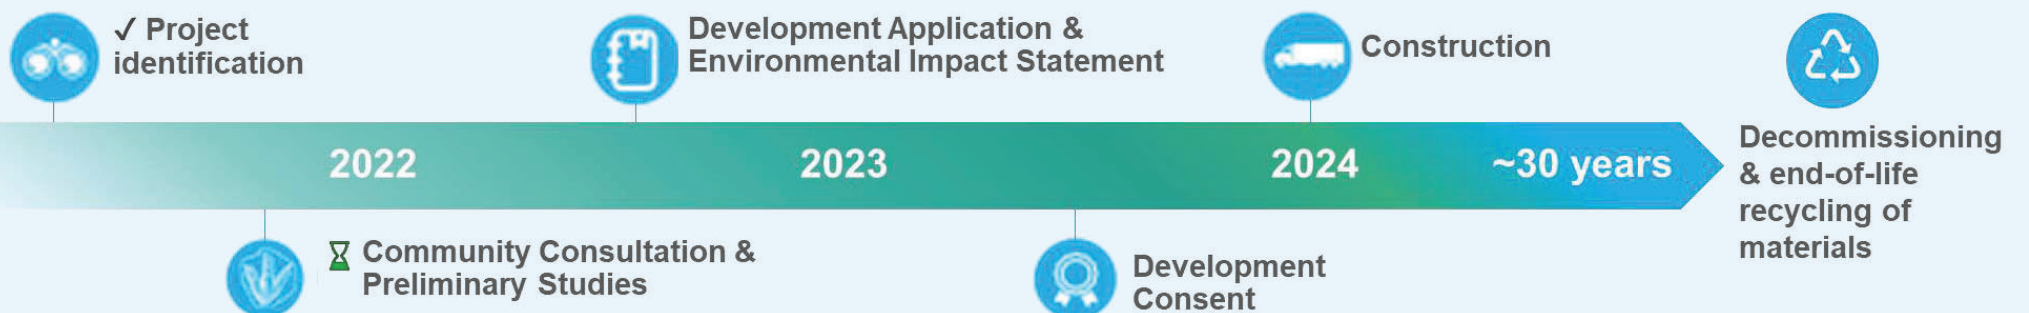 ✓ Project
identification
Development Application &
Environmental Impact Statement
Construction
2022
2023
2024
~30 years
Decommissioning
& end-of-life
recycling of
materials
Community Consultation &
Preliminary Studies
Development
Consent